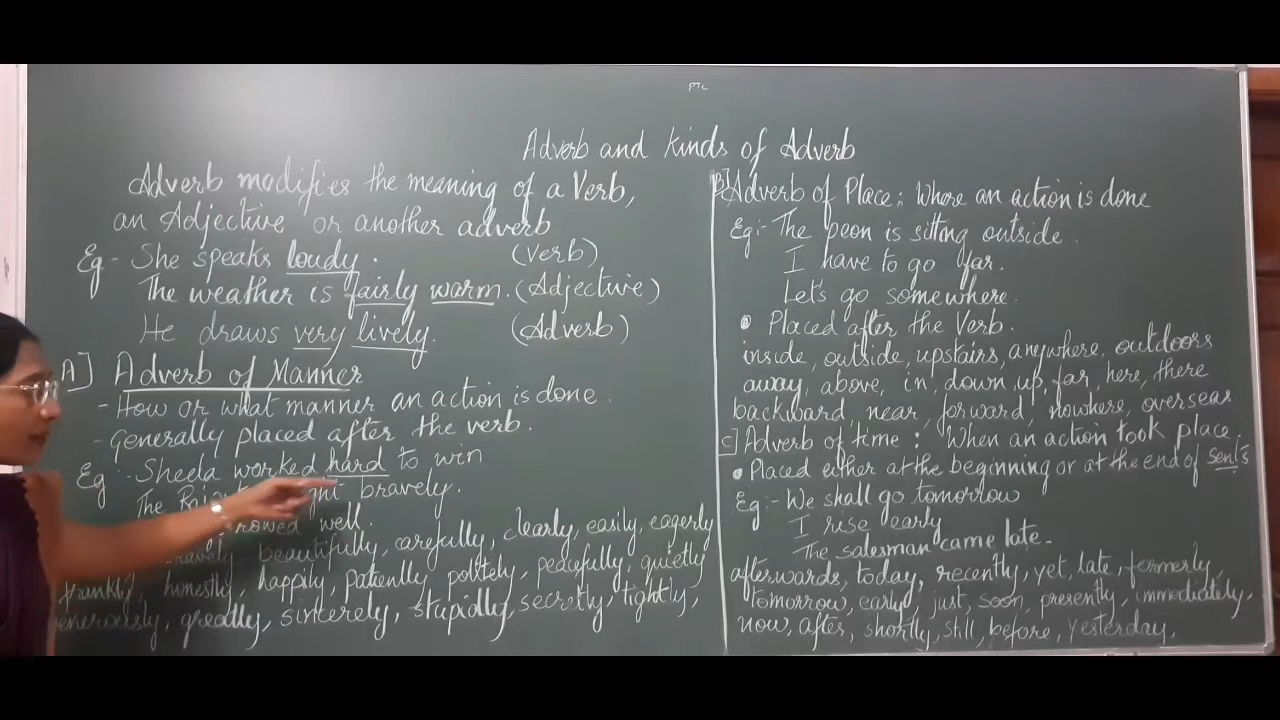 PTC
Adverb and kinds of Adverb
Adverb modifies the meaning of a Verb,
an Adjective or another adverb
Eg- She speaks loudy. (Verb)
The weather is fairly warm. (Adjective)
He draws very lively. (Adverb)
A] Adverb of Manner
- How or what manner an action is done.
- Generally placed after the verb.
Eg:- Sheela worked hard to win
The bravely.
well.
beautifully, carefully, clearly, easily, eagerly
honestly, happily, patiently, politely, peacefully, quietly
greadly, sincerely, stupidly, secretly, tightly,
B] Adverb of Place: Where an action is done
Eg:- The peon is sitting outside.
I have to go far.
Let's go somewhere.
• Placed after the Verb.
inside, outside, upstairs, anywhere, outdoors
away, above, in, down, up, far, here, there
backward, near, forward, nowhere, overseas
C] Adverb of time: When an action took place
• Placed either at the beginning or at the end of
Eg:- We shall go tomorrow
I rise early
The salesman came late.
afterwards, today, recently, yet, late, formerly,
tomorrow, early, just, soon, presently, immediately,
now, after, shortly, still, before, yesterday,